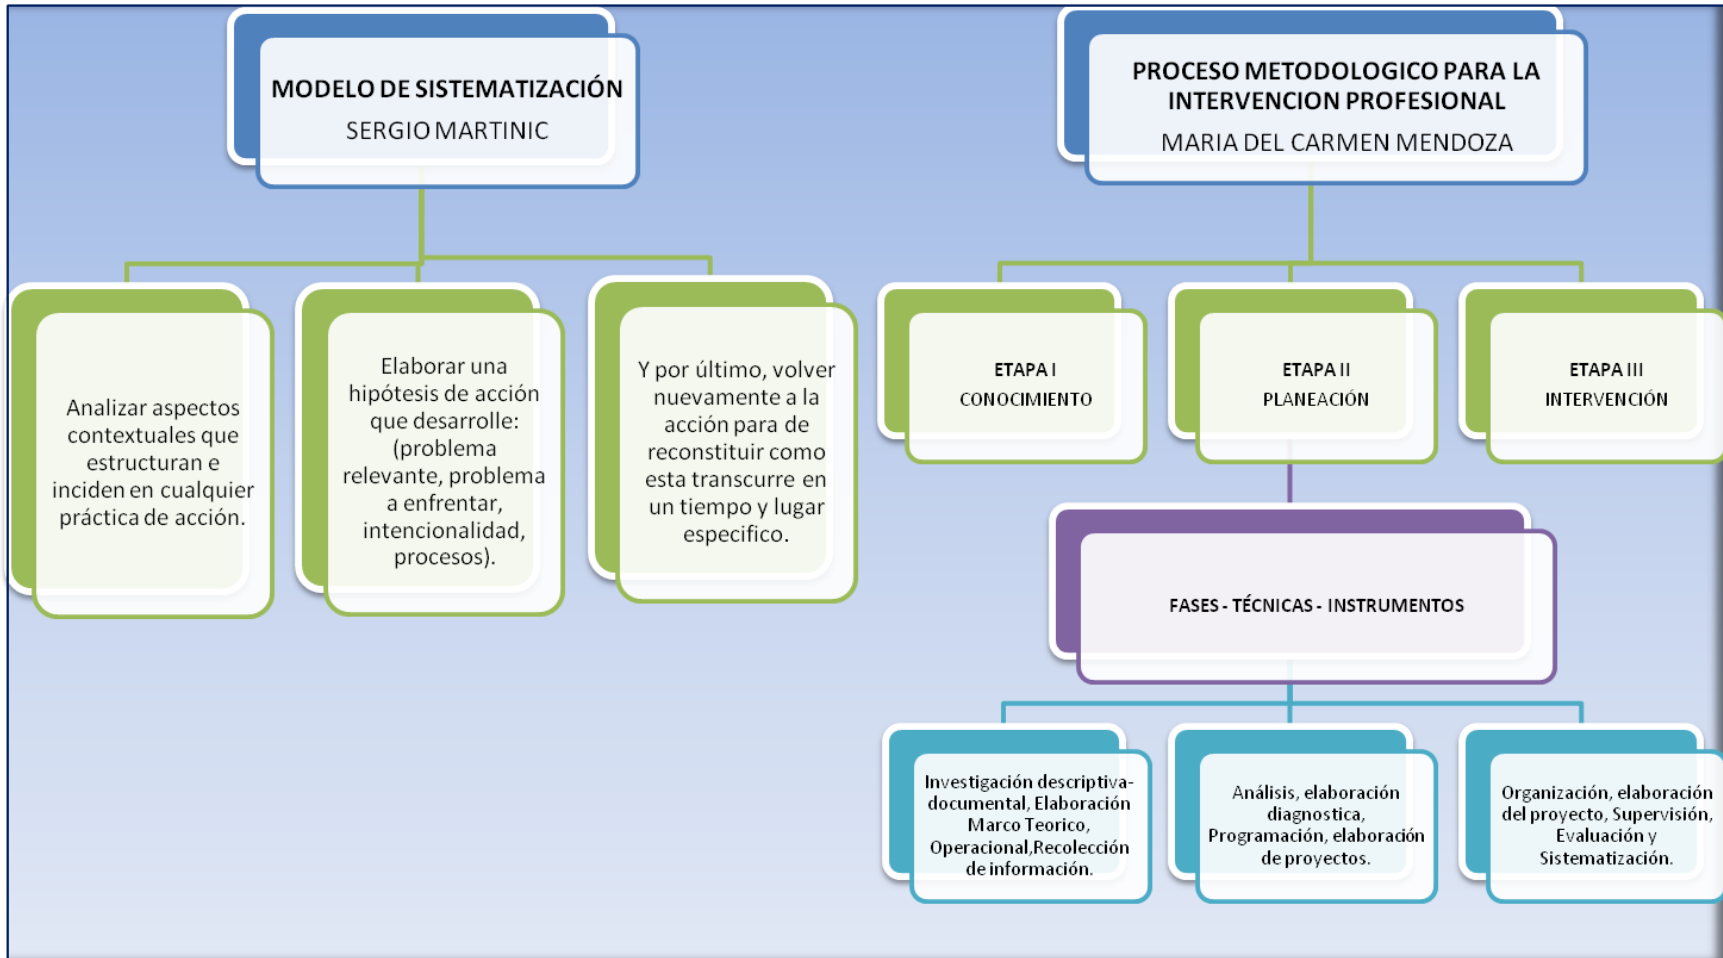 MODELO DE SISTEMATIZACIÓN
SERGIO MARTINIC
Analizar aspectos
contextuales que
estructuran e
inciden en cualquier
práctica de acción.
Elaborar una
hipótesis de acción
que desarrolle:
(problema
relevante, problema
a enfrentar,
intencionalidad,
procesos).
Y por último, volver
nuevamente a la
acción para de
reconstituir como
esta transcurre en
un tiempo y lugar
especifico.
PROCESO METODOLOGICO PARA LA
INTERVENCION PROFESIONAL
MARIA DEL CARMEN MENDOZA
ETAPA I
CONOCIMIENTO
ETAPA II
PLANEACIÓN
ETAPA III
INTERVENCIÓN
FASES - TÉCNICAS - INSTRUMENTOS
Investigación descriptiva-
documental, Elaboración
Marco Teorico,
Operacional,Recolección
de información.
Análisis, elaboración
diagnostica,
Programación, elaboración
de proyectos.
Organización, elaboración
del proyecto, Supervisión,
Evaluación y
Sistematización.